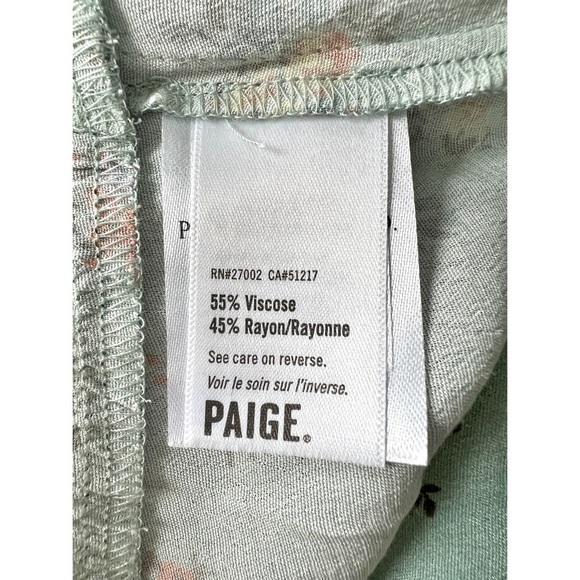 P
RN#27002 CA#51217
55% Viscose
45% Rayon/Rayonne
See care on reverse.
Voir le soin sur l'inverse.
PAIGE®